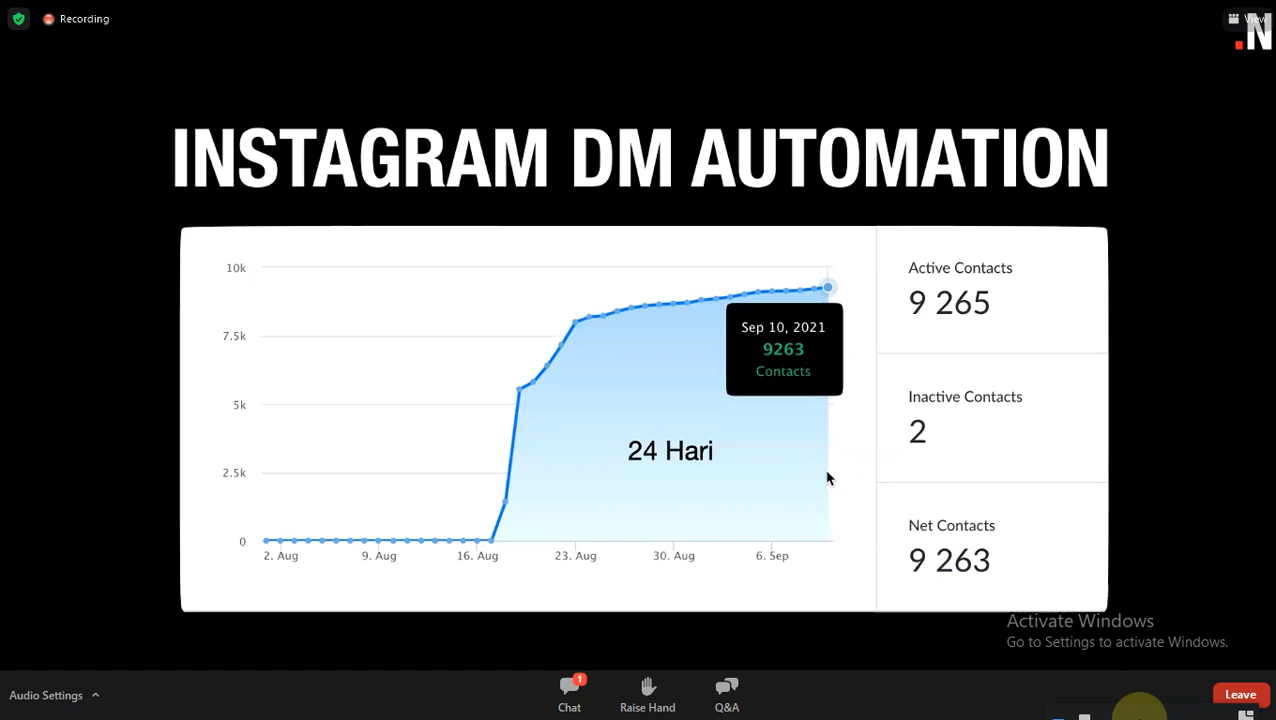 Recording
View
.N
INSTAGRAM DM AUTOMATION
10k
7.5k
5k
2.5k
0
2. Aug
9. Aug
16. Aug
23. Aug
30. Aug
6. Sep
Sep 10, 2021
9263
Contacts
24 Hari
Active Contacts
9 265
Inactive Contacts
2
Net Contacts
9 263
Activate Windows
Go to Settings to activate Windows.
Audio Settings
1
Chat
Raise Hand
Q&A
Leave